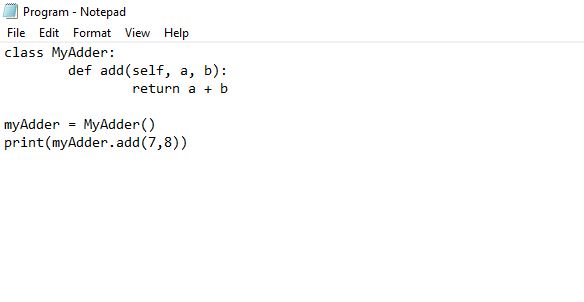 Program - Notepad
File Edit Format View Help
class MyAdder:
        def add(self, a, b):
                return a + b

myAdder = MyAdder()
print(myAdder.add(7,8))